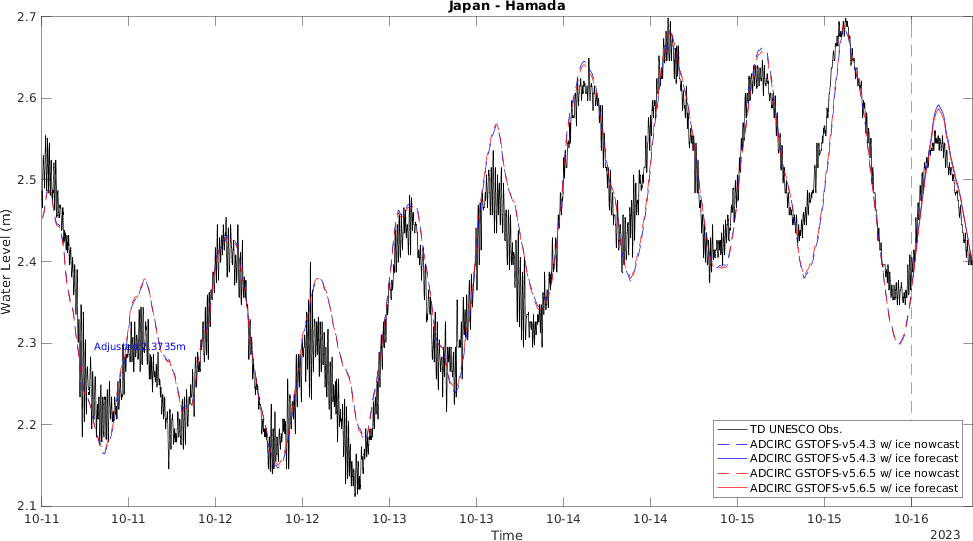 Japan - Hamada
2.7
2.6
2.5
2.4
2.3
2.2
2.1
Water Level (m)
10-11
10-11
10-12
10-12
10-13
10-13
10-14
10-14
10-15
10-15
10-16
Time
2023
TD UNESCO Obs.
ADCIRC GSTOFS-v5.4.3 w/ ice nowcast
ADCIRC GSTOFS-v5.4.3 w/ ice forecast
ADCIRC GSTOFS-v5.6.5 w/ ice nowcast
ADCIRC GSTOFS-v5.6.5 w/ ice forecast